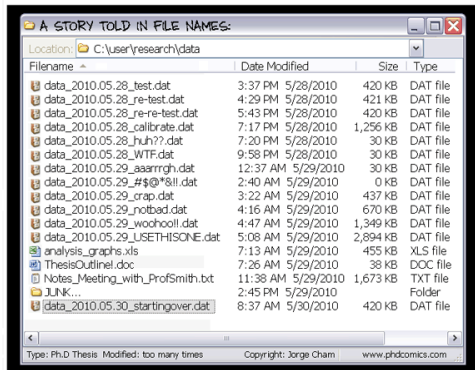 A STORY TOLD IN FILE NAMES:
Location: C:\user\research\data
Filename Date Modified Size Type
data_2010.05.28_test.dat 3:37 PM 5/28/2010 420 KB DAT file
data_2010.05.28_re-test.dat 4:29 PM 5/28/2010 421 KB DAT file
data_2010.05.28_re-re-test.dat 5:43 PM 5/28/2010 420 KB DAT file
data_2010.05.28_calibrate.dat 7:17 PM 5/28/2010 1,256 KB DAT file
data_2010.05.28_huh??.dat 7:20 PM 5/28/2010 30 KB DAT file
data_2010.05.28_WTF.dat 9:58 PM 5/28/2010 30 KB DAT file
data_2010.05.29_aaarrrgh.dat 12:37 AM 5/29/2010 30 KB DAT file
data_2010.05.29_#$@*&!!.dat 2:40 AM 5/29/2010 0 KB DAT file
data_2010.05.29_crap.dat 3:22 AM 5/29/2010 437 KB DAT file
data_2010.05.29_notbad.dat 4:16 AM 5/29/2010 670 KB DAT file
data_2010.05.29_woohoo!!.dat 4:47 AM 5/29/2010 1,349 KB DAT file
data_2010.05.29_USETHISONE.dat 5:08 AM 5/29/2010 2,894 KB DAT file
analysis_graphs.xls 7:13 AM 5/29/2010 455 KB XLS file
ThesisOutline!.doc 7:26 AM 5/29/2010 38 KB DOC file
Notes_Meeting_with_ProfSmith.txt 11:38 AM 5/29/2010 1,673 KB TXT file
JUNK... 2:45 PM 5/29/2010 Folder
data_2010.05.30_startingover.dat 8:37 AM 5/30/2010 420 KB DAT file
Type: Ph.D Thesis Modified: too many times Copyright: Jorge Cham www.phdcomics.com